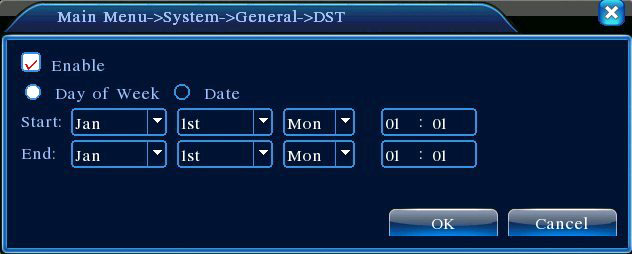 Main Menu->System->General->DST
Enable
Day of Week Date
Start: Jan 1st Mon 01 : 01
End: Jan 1st Mon 01 : 01
OK Cancel